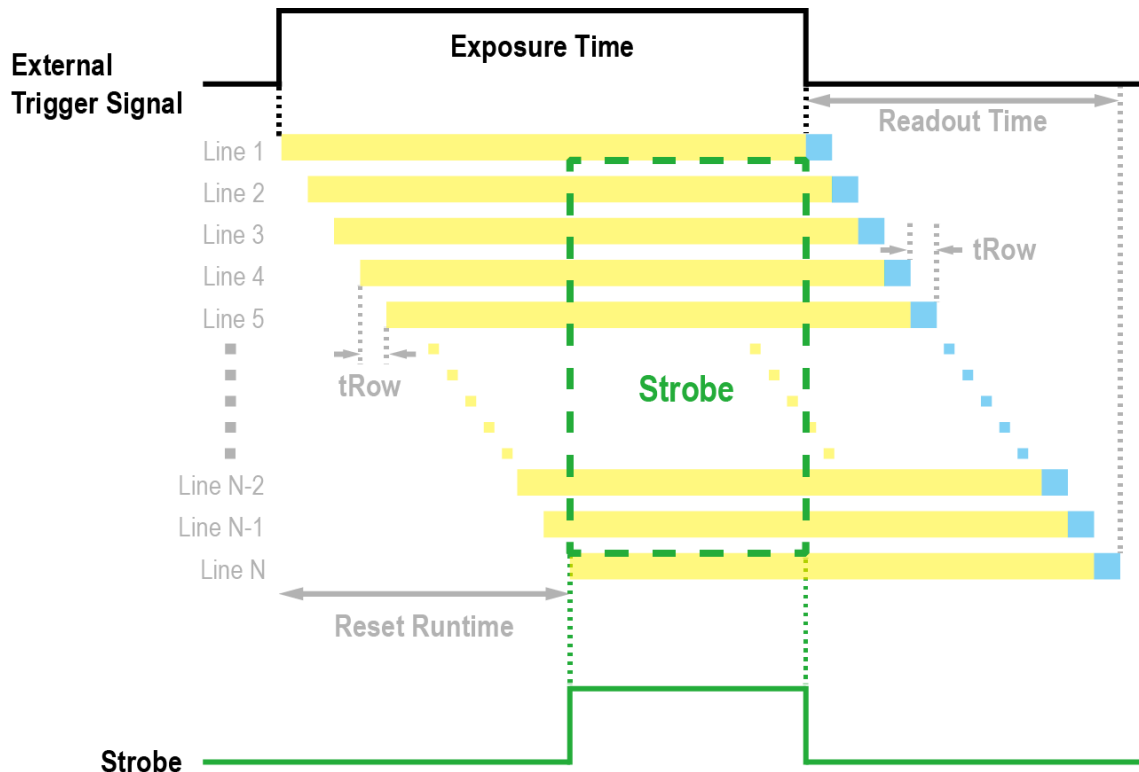 Exposure Time
External
Trigger Signal
Readout Time
Line 1
Line 2
Line 3
tRow
Line 4
Line 5
tRow
Strobe
Line N-2
Line N-1
Line N
Reset Runtime
Strobe